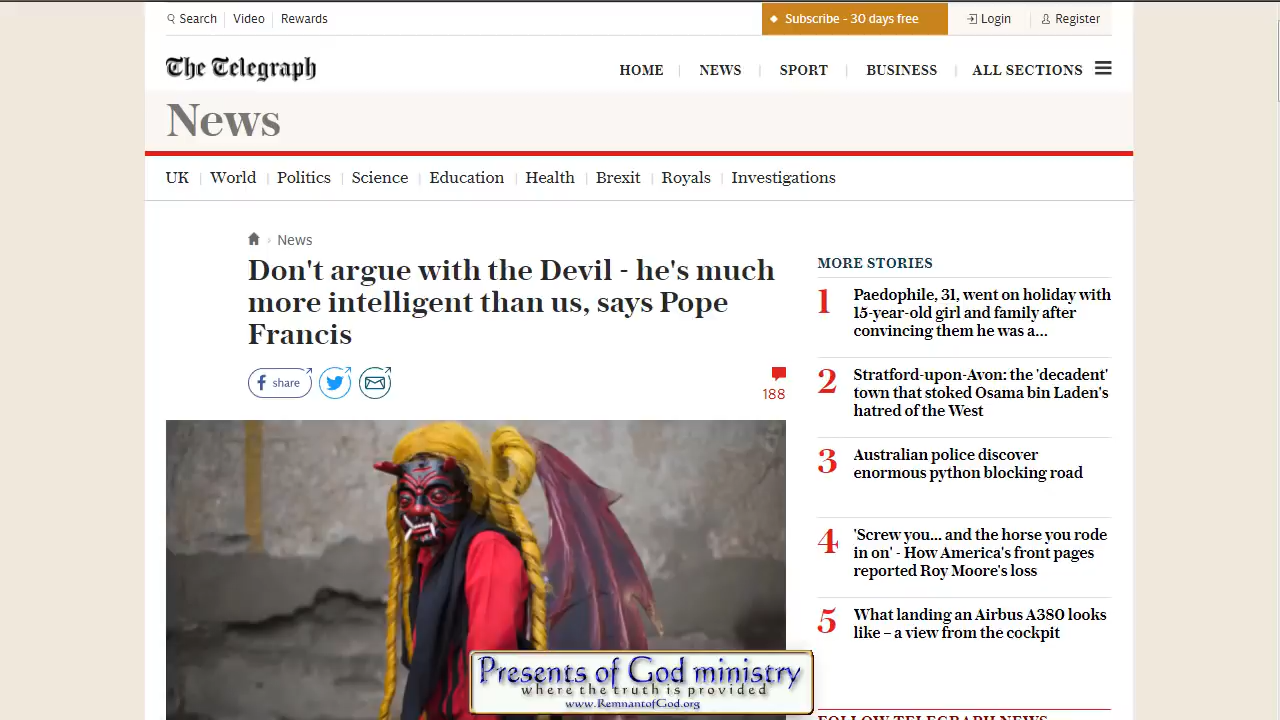 Search Video Rewards
Subscribe - 30 days free Login Register
The Telegraph
HOME NEWS SPORT BUSINESS ALL SECTIONS
News
UK World Politics Science Education Health Brexit Royals Investigations
News
Don't argue with the Devil - he's much
more intelligent than us, says Pope
Francis
share
188
MORE STORIES
1 Paedophile, 31, went on holiday with
15-year-old girl and family after
convincing them he was a...
2 Stratford-upon-Avon: the 'decadent'
town that stoked Osama bin Laden's
hatred of the West
3 Australian police discover
enormous python blocking road
4 'Screw you... and the horse you rode
in on' - How America's front pages
reported Roy Moore's loss
5 What landing an Airbus A380 looks
like – a view from the cockpit
FOLLOW TELEGRAPH NEWS
Presents of God ministry
where the truth is provided
www.RemnantofGod.org